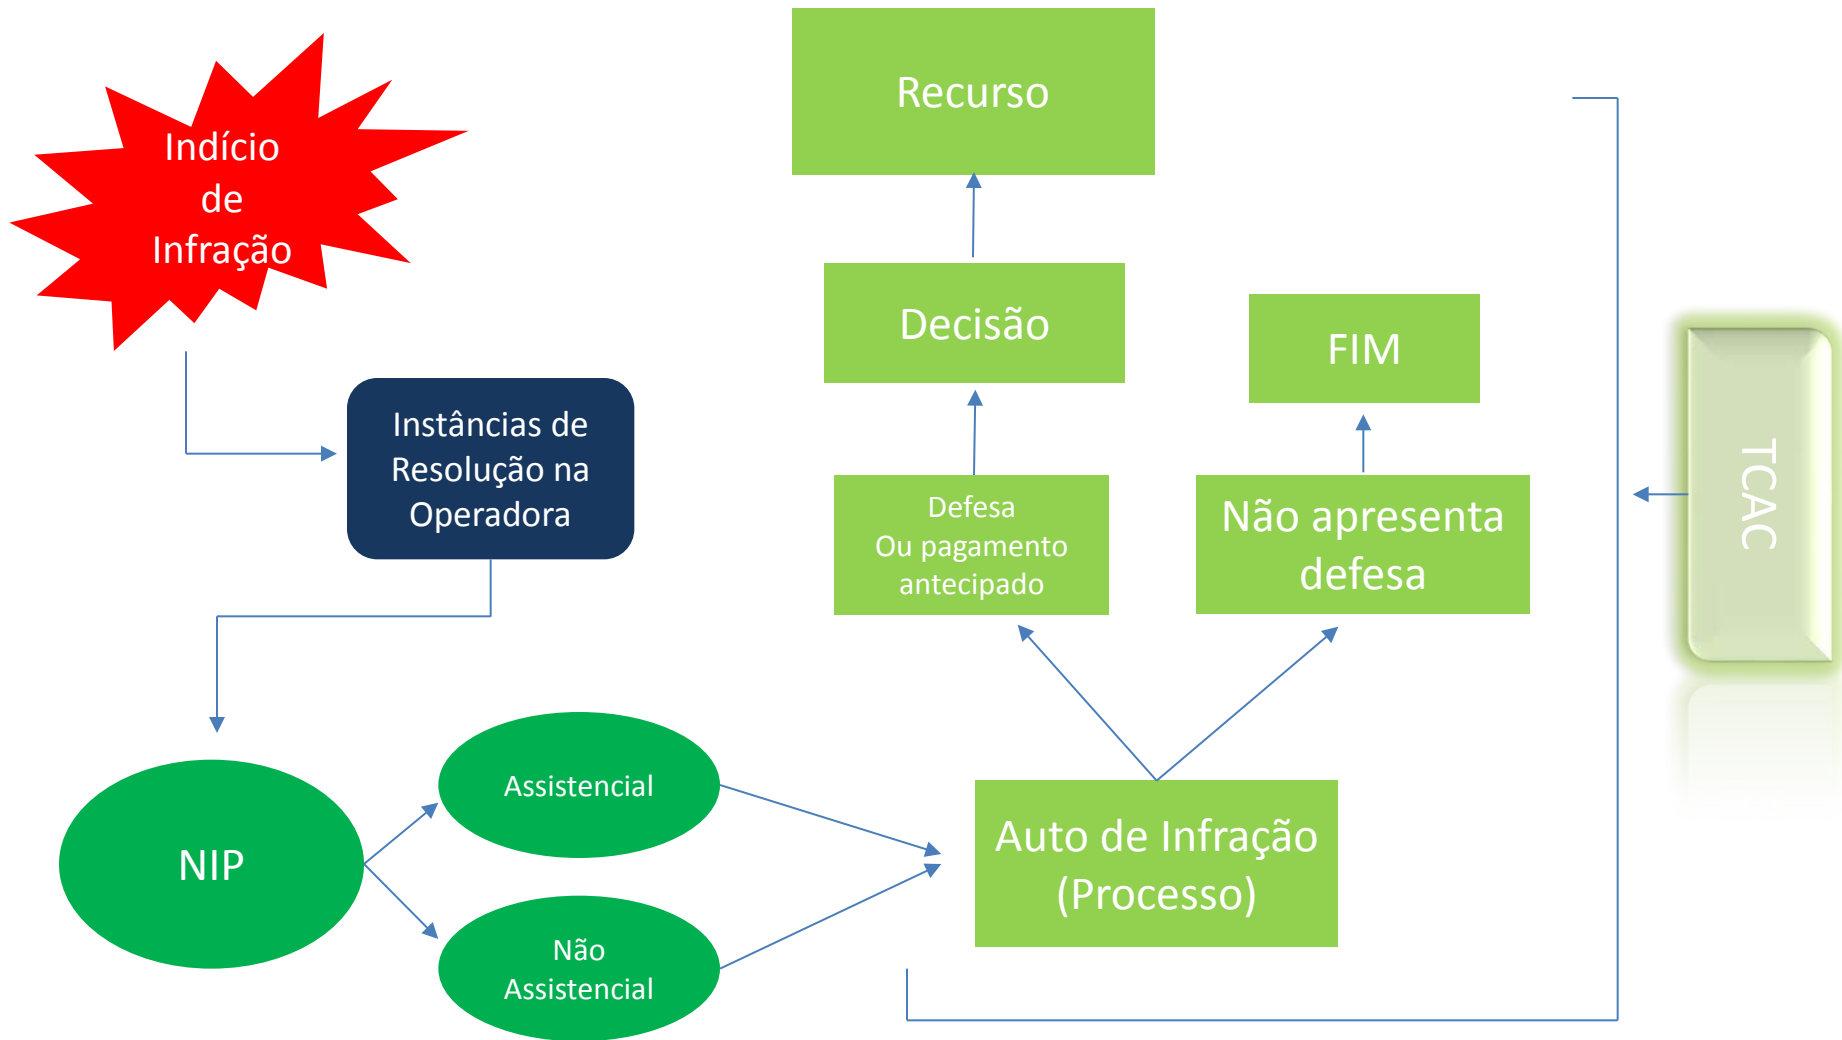 Indício
de
Infração
Instâncias de
Resolução na
Operadora
NIP
Assistencial
Não
Assistencial
Auto de Infração
(Processo)
Defesa
Ou pagamento
antecipado
Decisão
Recurso
Não apresenta
defesa
FIM
TCAC